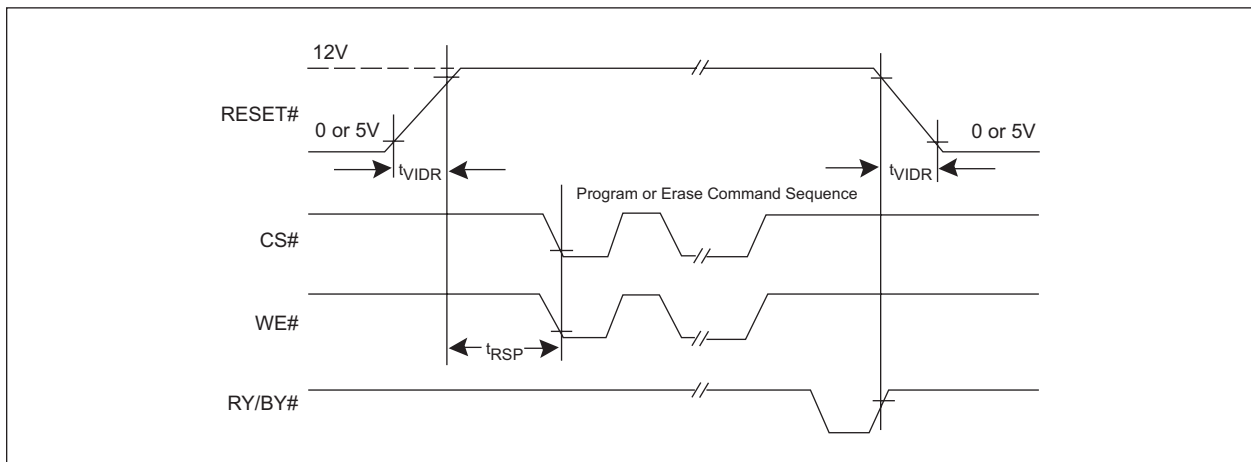 12V
RESET#
0 or 5V
0 or 5V
tVIDR
tVIDR
Program or Erase Command Sequence
CS#
WE#
tRSP
RY/BY#